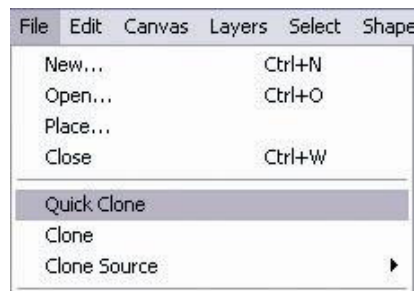 File Edit Canvas Layers Select Shape
New... Ctrl+N
Open... Ctrl+O
Place...
Close Ctrl+W
Quick Clone
Clone
Clone Source